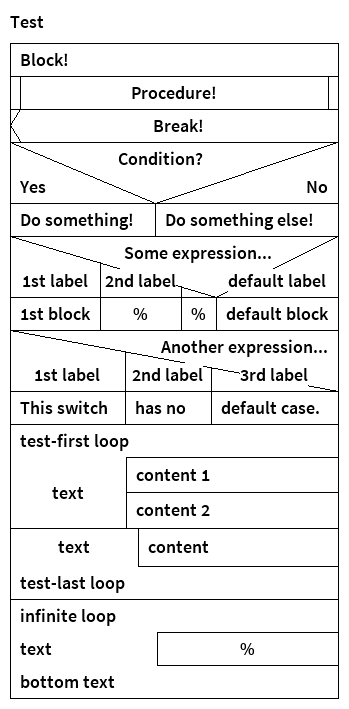 Test
Block!
Procedure!
Break!
Condition?
Yes No
Do something! Do something else!
Some expression...
1st label 2nd label default label
1st block % % default block
Another expression...
1st label 2nd label 3rd label
This switch has no default case.
test-first loop
content 1
text
content 2
text content
test-last loop
infinite loop
text %
bottom text